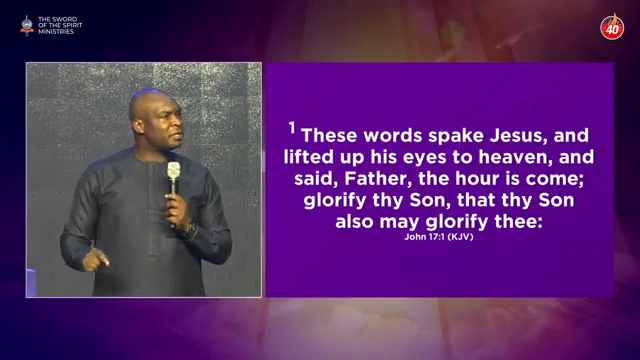 THE SWORD
OF THE SPIRIT
MINISTRIES
40
1 These words spake Jesus, and
lifted up his eyes to heaven, and
said, Father, the hour is come;
glorify thy Son, that thy Son
also may glorify thee:
John 17:1 (KJV)